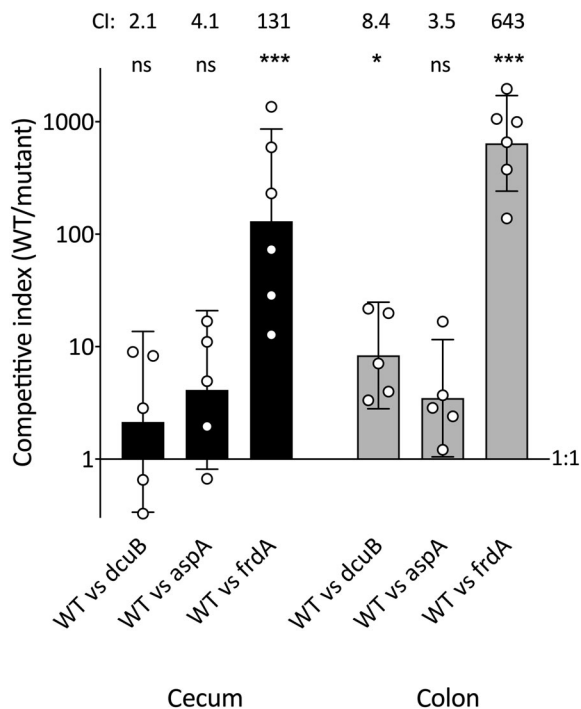 CI: 2.1 4.1 131 8.4 3.5 643
ns ns *** * ns ***
Competitive index (WT/mutant)
1000
100
10
1
1:1
WT vs dcuB
WT vs aspA
WT vs frdA
WT vs dcuB
WT vs aspA
WT vs frdA
Cecum Colon